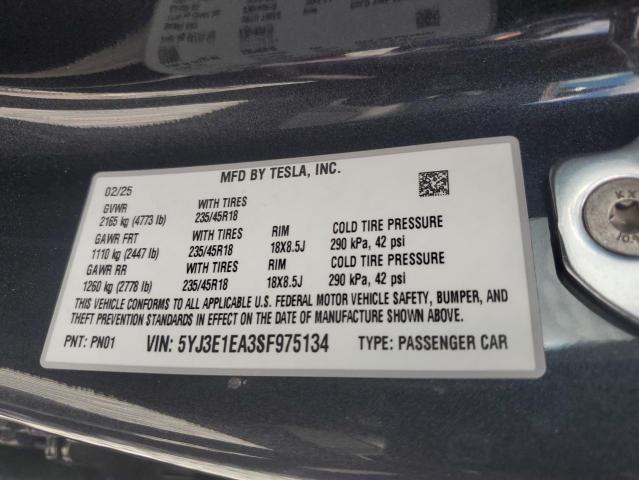 MFD BY TESLA, INC.
02/25
GVWR WITH TIRES
2165 kg (4773 lb) 235/45R18
GAWR FRT WITH TIRES RIM COLD TIRE PRESSURE
1110 kg (2447 lb) 235/45R18 18X8.5J 290 kPa, 42 psi
GAWR RR WITH TIRES RIM COLD TIRE PRESSURE
1260 kg (2778 lb) 235/45R18 18X8.5J 290 kPa, 42 psi
THIS VEHICLE CONFORMS TO ALL APPLICABLE U.S. FEDERAL MOTOR VEHICLE SAFETY, BUMPER, AND
THEFT PREVENTION STANDARDS IN EFFECT ON THE DATE OF MANUFACTURE SHOWN ABOVE.
PNT: PN01 VIN: 5YJ3E1EA3SF975134 TYPE: PASSENGER CAR